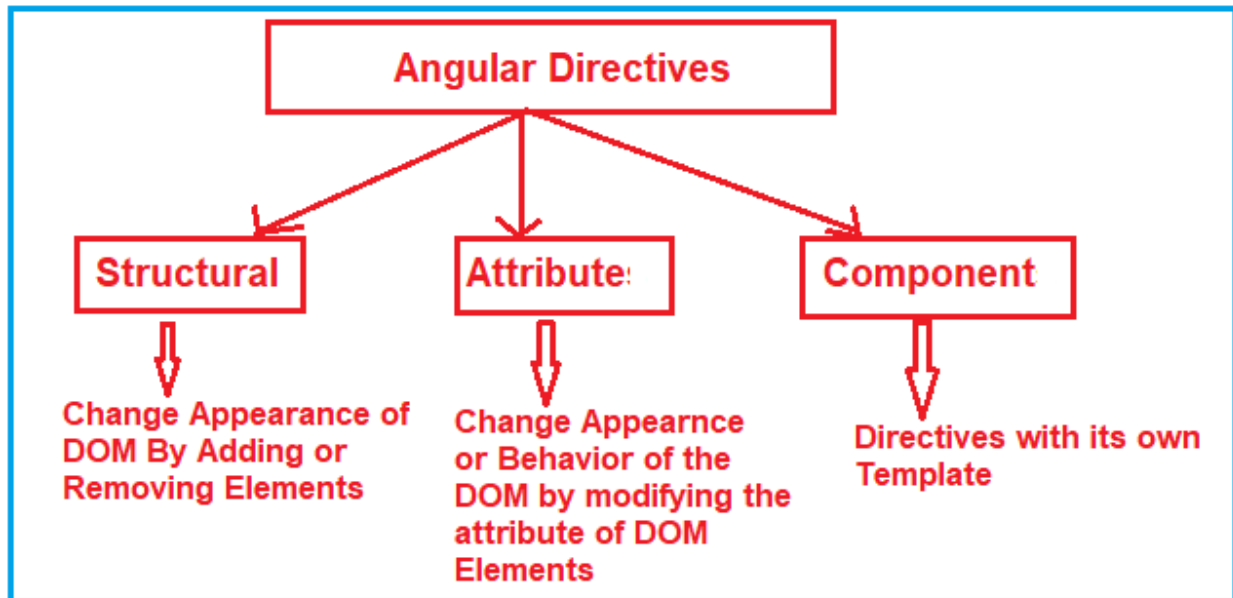 Angular Directives
Structural
Attributes
Component
Change Appearance of
DOM By Adding or
Removing Elements
Change Appearnce
or Behavior of the
DOM by modifying the
attribute of DOM
Elements
Directives with its own
Template